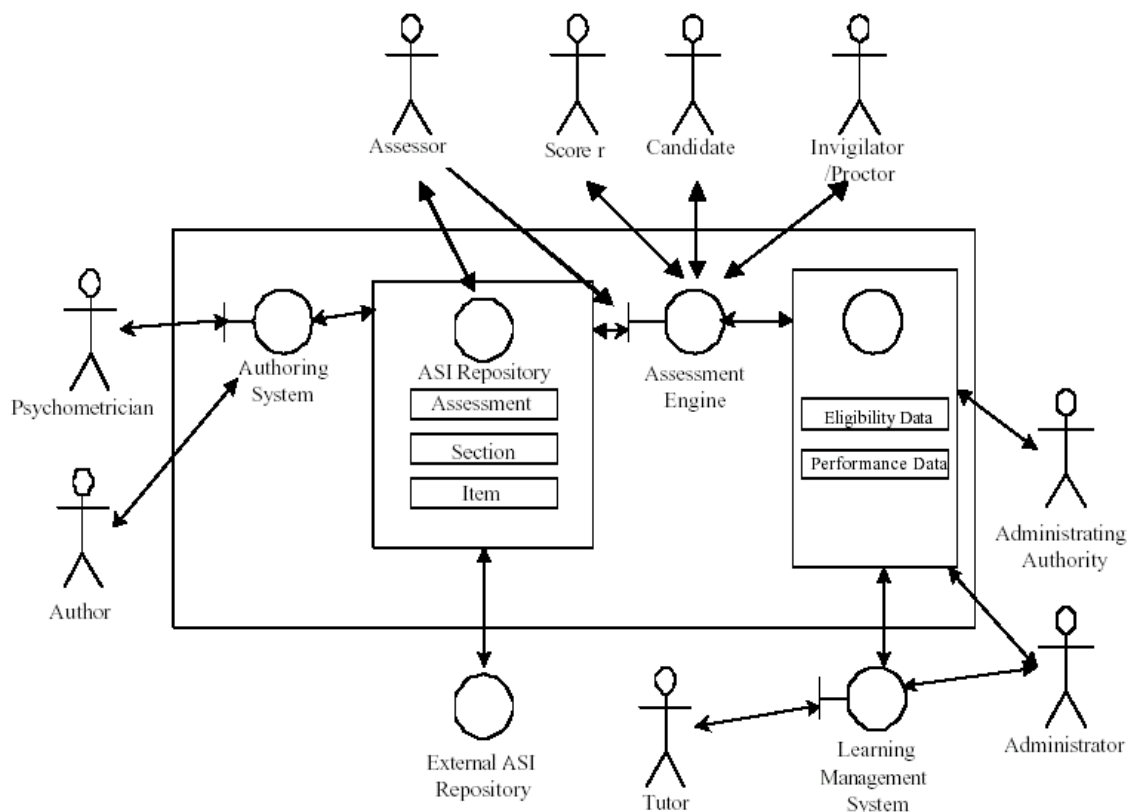 Assessor
Score r
Candidate
Invigilator
/Proctor
Psychometrician
Authoring
System
ASI Repository
Assessment
Section
Item
Assessment
Engine
Eligibility Data
Performance Data
Administrating
Authority
Author
External ASI
Repository
Tutor
Learning
Management
System
Administrator